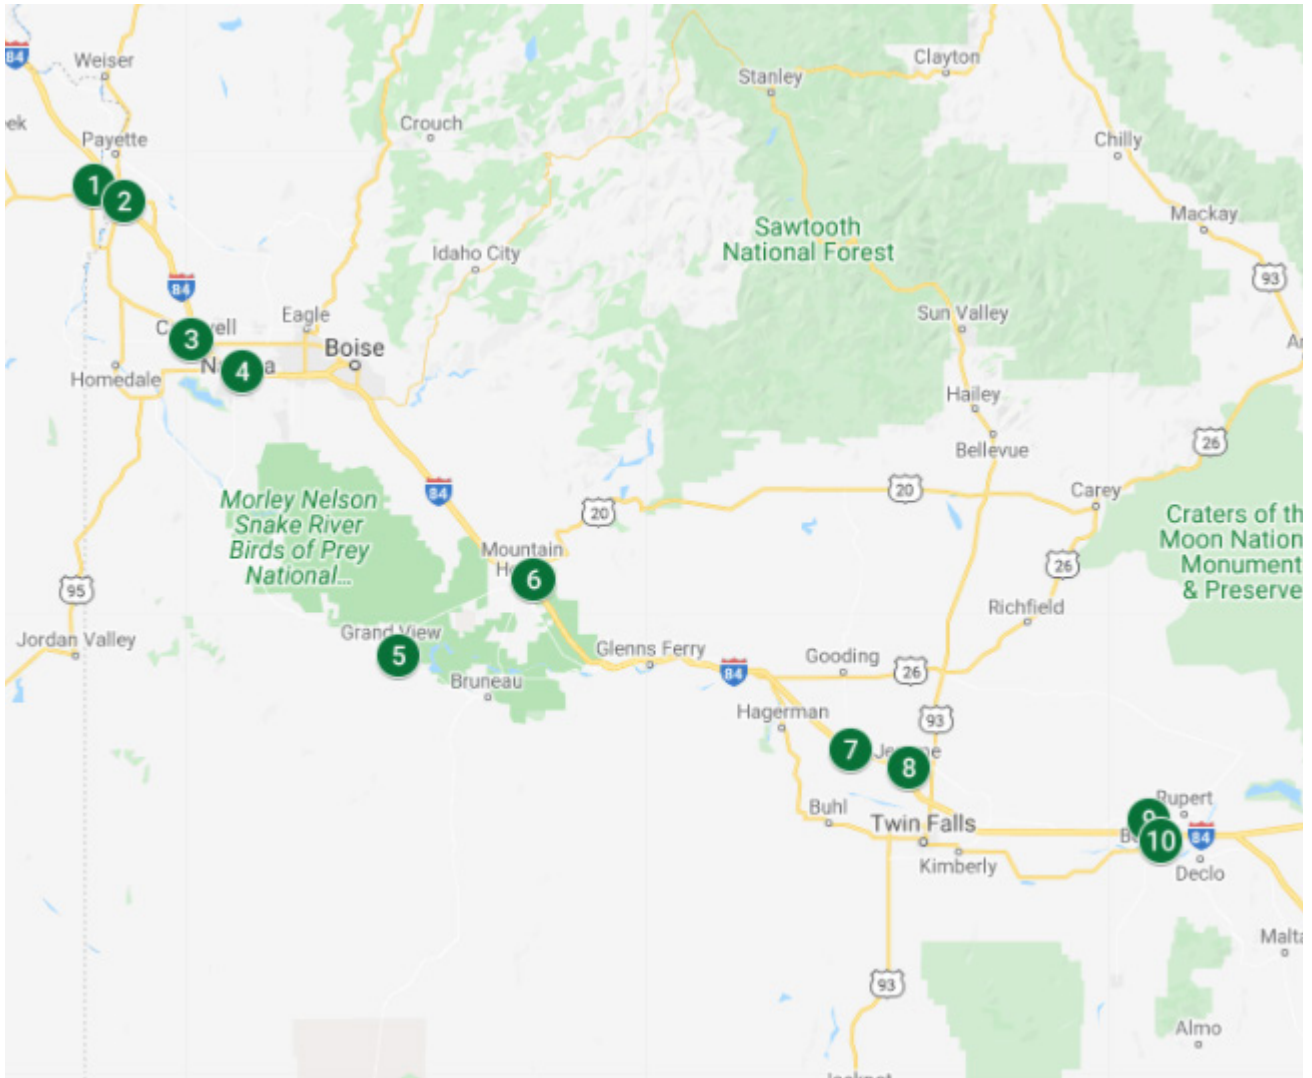 84
Weiser
Clayton
Stanley
eek
Payette
Crouch
Chilly
1
2
Mackay
Sawtooth
National Forest
Idaho City
93
84
Eagle
Sun Valley
3
Boise
4
Homedale
Hailey
26
Bellevue
84
20
Carey
20
Morley Nelson
Snake River
Birds of Prey
National...
Craters of th
Moon Nation
Monument
& Preserve
Mountain
6
26
95
Richfield
Jordan Valley
Grand View
5
Glenns Ferry
Gooding
84
26
Bruneau
Hagerman
93
7
8
Rupert
9
Buhl
Twin Falls
10
84
Kimberly
Declo
Malta
93
Almo